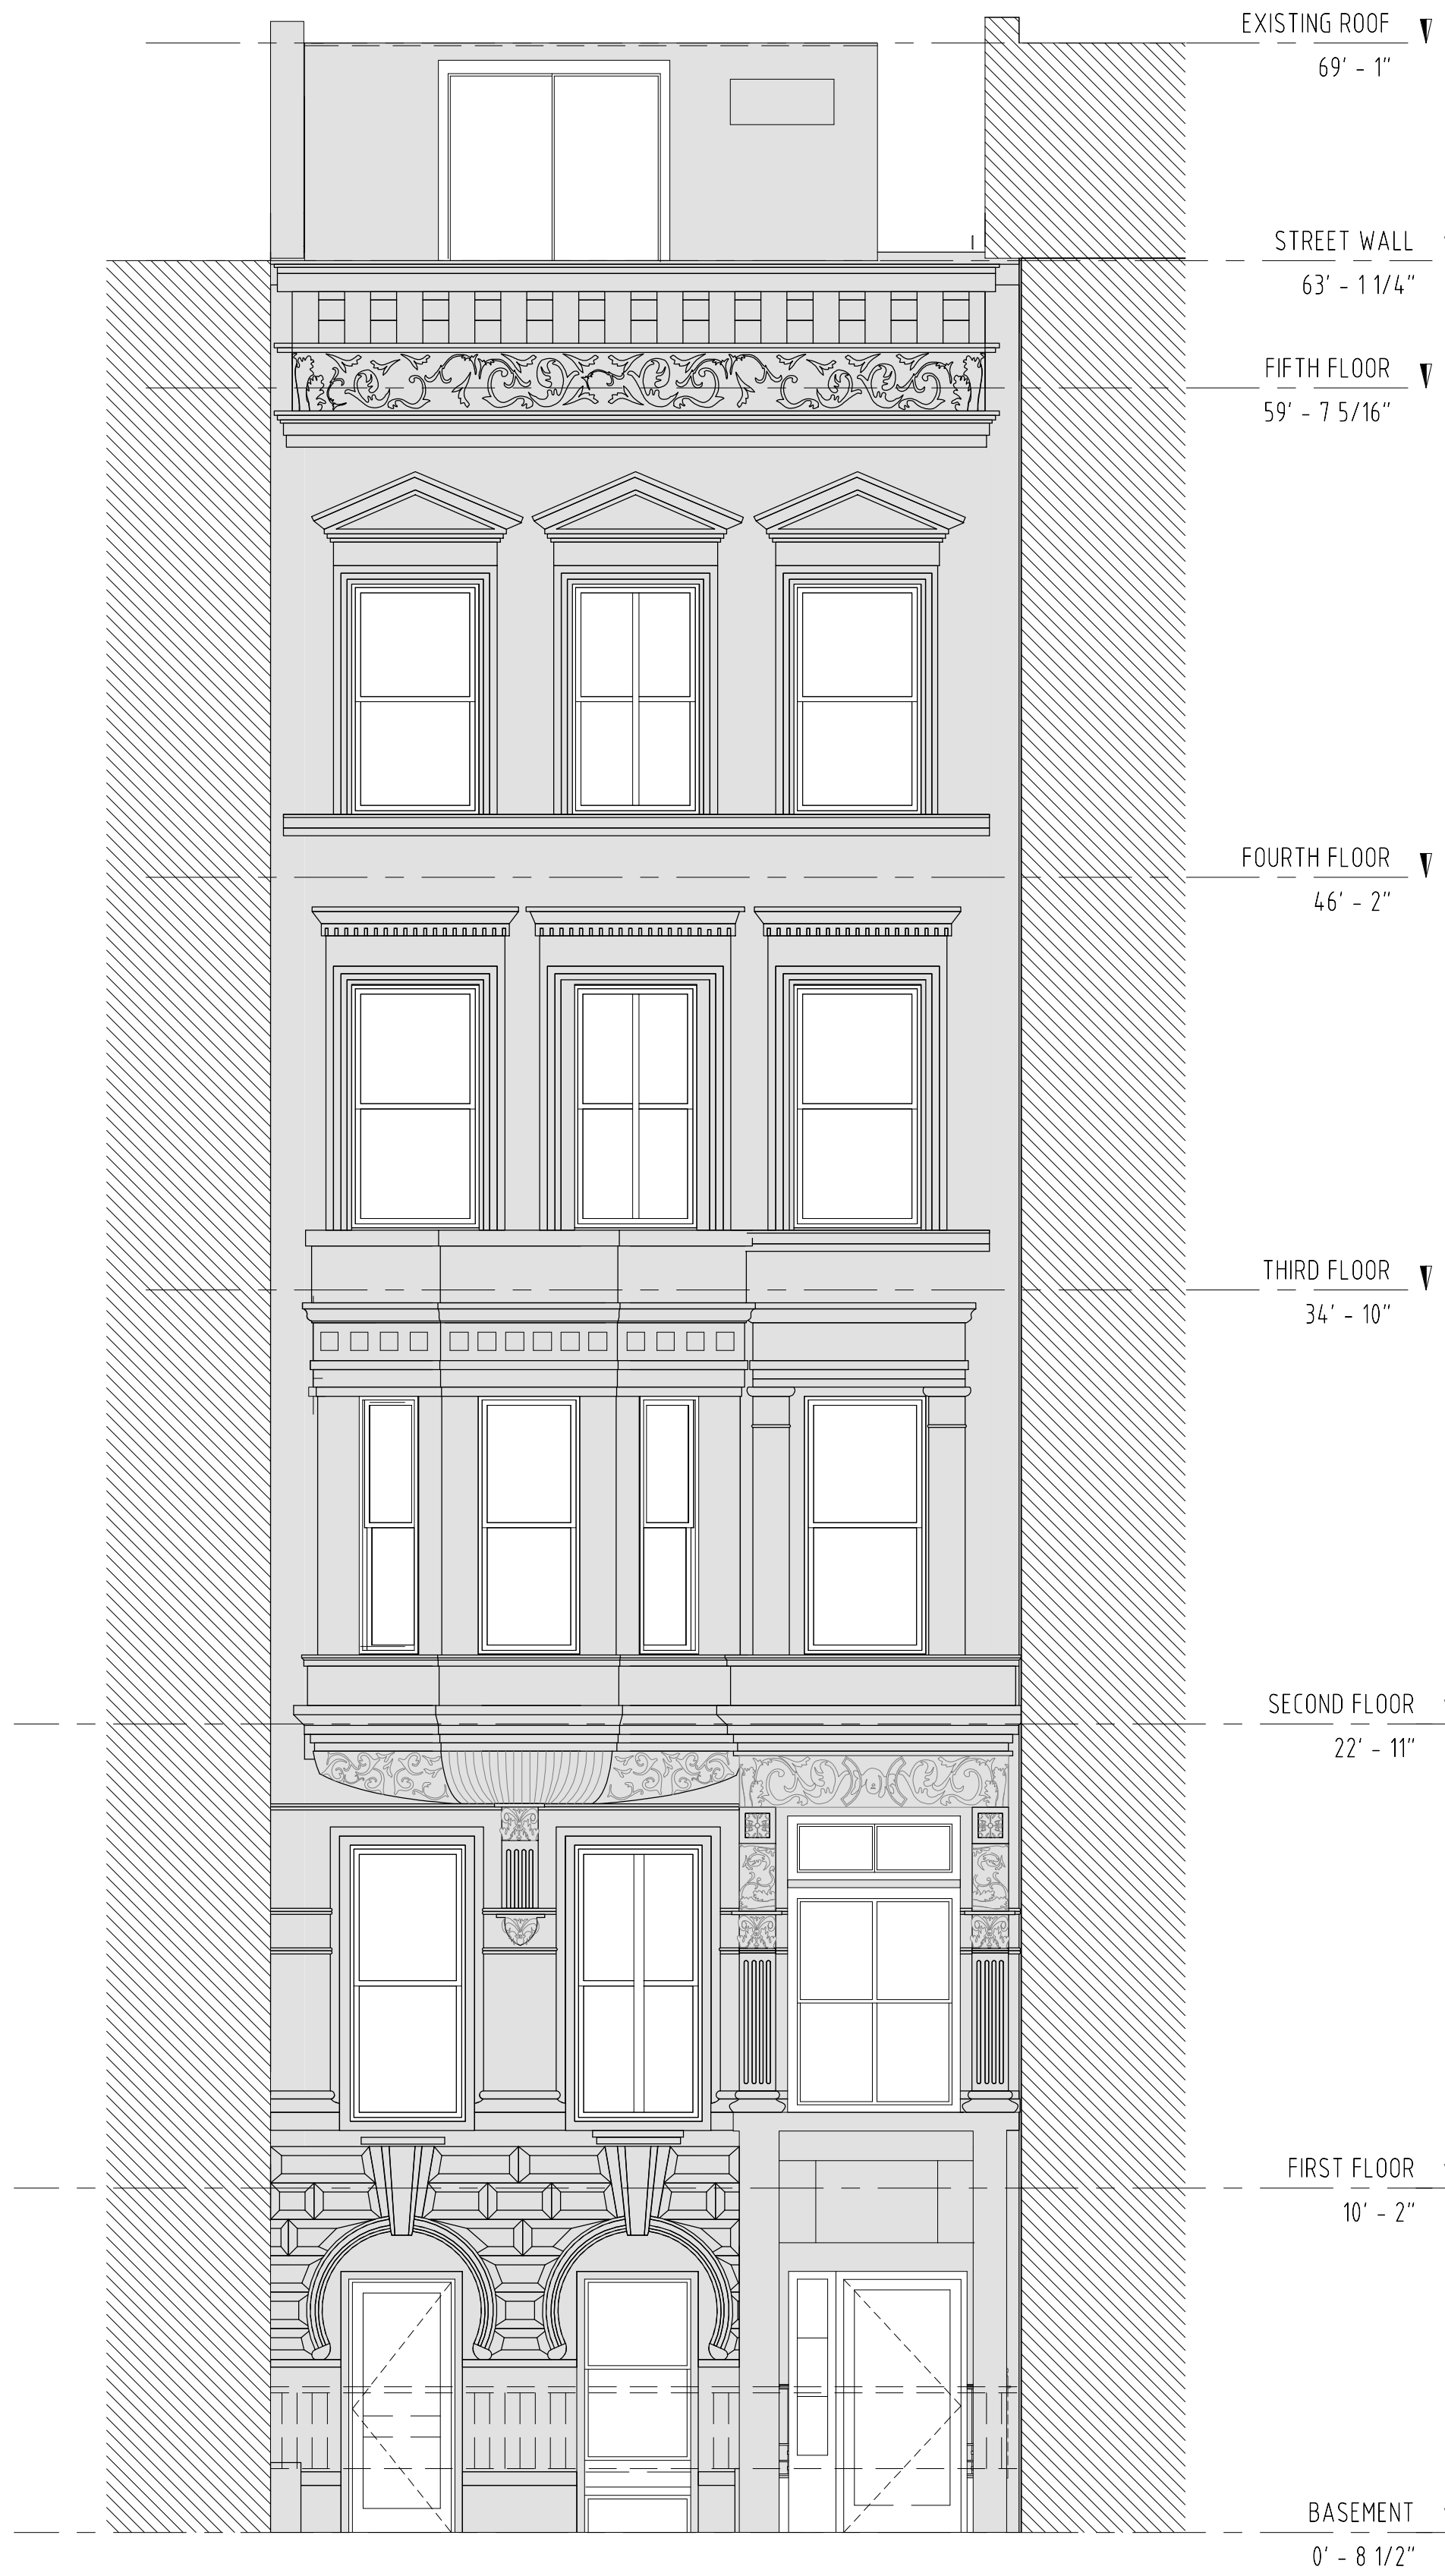 EXISTING ROOF
69' - 1"
STREET WALL
63' - 1 1/4"
FIFTH FLOOR
59' - 7 5/16"
FOURTH FLOOR
46' - 2"
THIRD FLOOR
34' - 10"
SECOND FLOOR
22' - 11"
FIRST FLOOR
10' - 2"
BASEMENT
0' - 8 1/2"